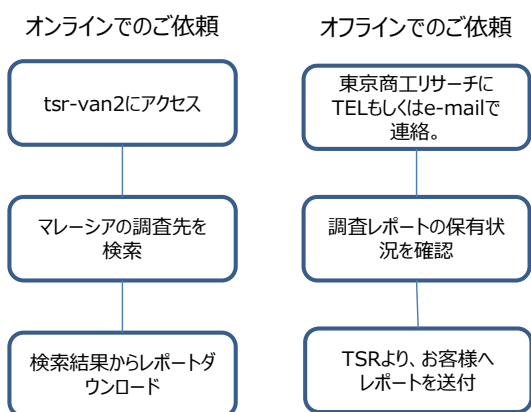 オンラインでのご依頼
tsr-van2にアクセス
マレーシアの調査先を
検索
検索結果からレポートダ
ウンロード
オフラインでのご依頼
東京商工リサーチに
TELもしくはe-mailで
連絡。
調査レポートの保有状
況を確認
TSRより、お客様へ
レポートを送付